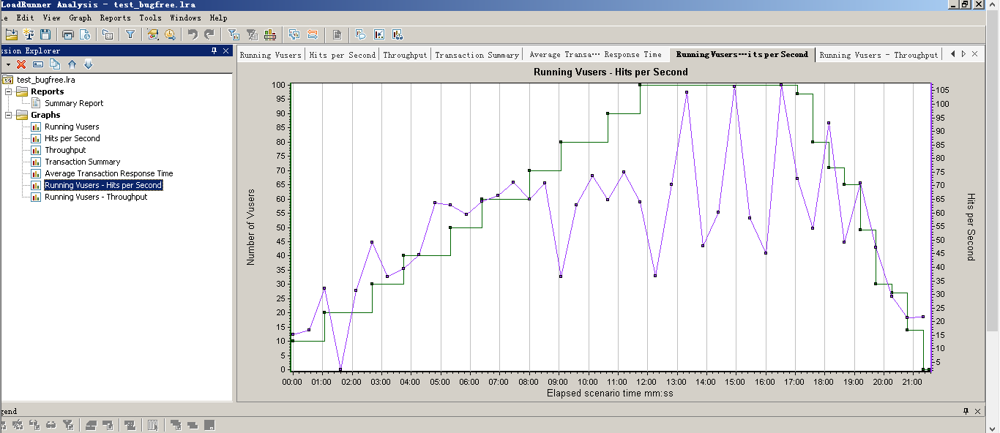 LoadRunner Analysis - test_bugfree.lra
le Edit View Graph Reports Tools Windows Help
ssion Explorer
test_bugfree.lra
Reports
Summary Report
Graphs
Running Vusers
Hits per Second
Throughput
Transaction Summary
Average Transaction Response Time
Running Vusers - Hits per Second
Running Vusers - Throughput
Running Vusers Hits per Second Throughput Transaction Summary Average Transa··· Response Time Running Vusers···its per Second Running Vusers - Throughput
Running Vusers - Hits per Second
Number of Vusers
100
95
90
85
80
75
70
65
60
55
50
45
40
35
30
25
20
15
10
5
0
105
100
95
90
85
80
75
70
65
60
55
50
45
40
35
30
25
20
15
10
5
Hits per Second
00:00 01:00 02:00 03:00 04:00 05:00 06:00 07:00 08:00 09:00 10:00 11:00 12:00 13:00 14:00 15:00 16:00 17:00 18:00 19:00 20:00 21:00
Elapsed scenario time mm:ss
gend